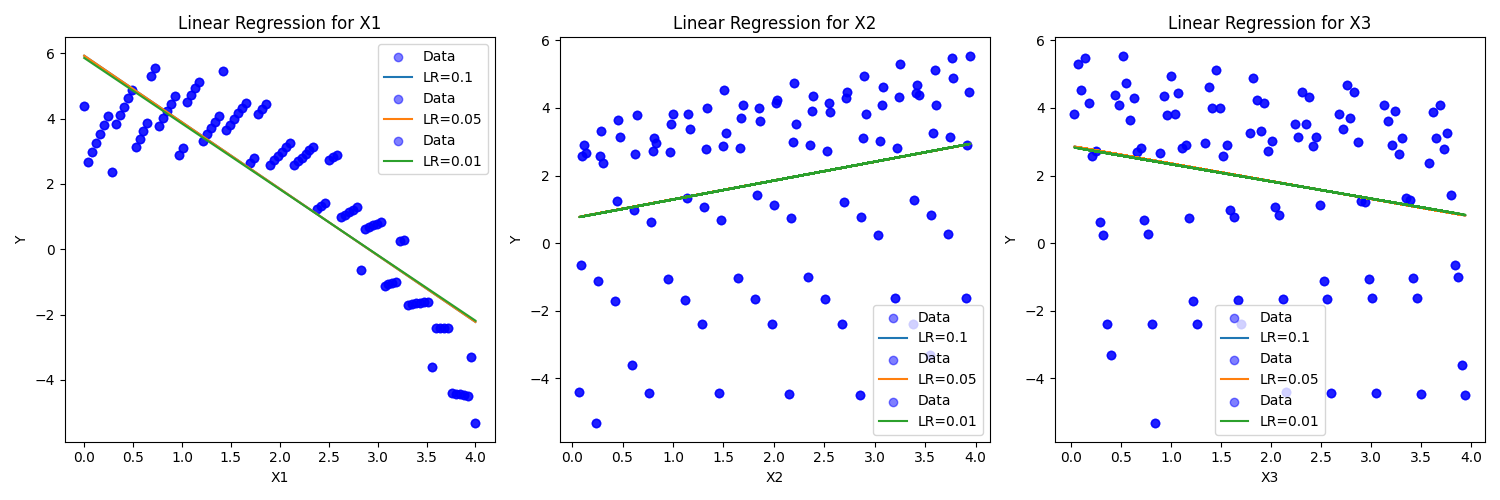 Linear Regression for X1
Data
LR=0.1
Data
LR=0.05
Data
LR=0.01
6
4
2
0
−2
−4
Y
0.0 0.5 1.0 1.5 2.0 2.5 3.0 3.5 4.0
X1
Linear Regression for X2
6
4
2
0
−2
−4
Y
Data
LR=0.1
Data
LR=0.05
Data
LR=0.01
0.0 0.5 1.0 1.5 2.0 2.5 3.0 3.5 4.0
X2
Linear Regression for X3
6
4
2
0
−2
−4
Y
Data
LR=0.1
Data
LR=0.05
Data
LR=0.01
0.0 0.5 1.0 1.5 2.0 2.5 3.0 3.5 4.0
X3